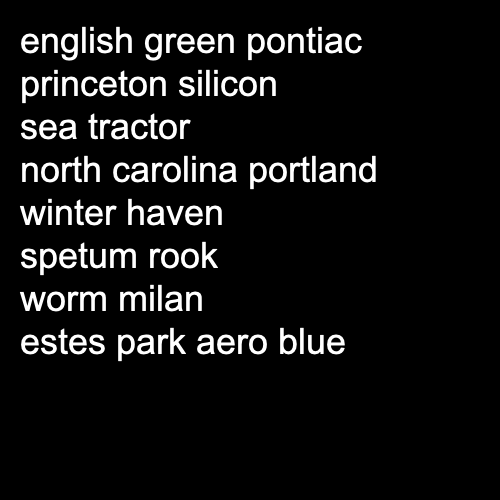 english green pontiac
princeton silicon
sea tractor
north carolina portland
winter haven
spetum rook
worm milan
estes park aero blue